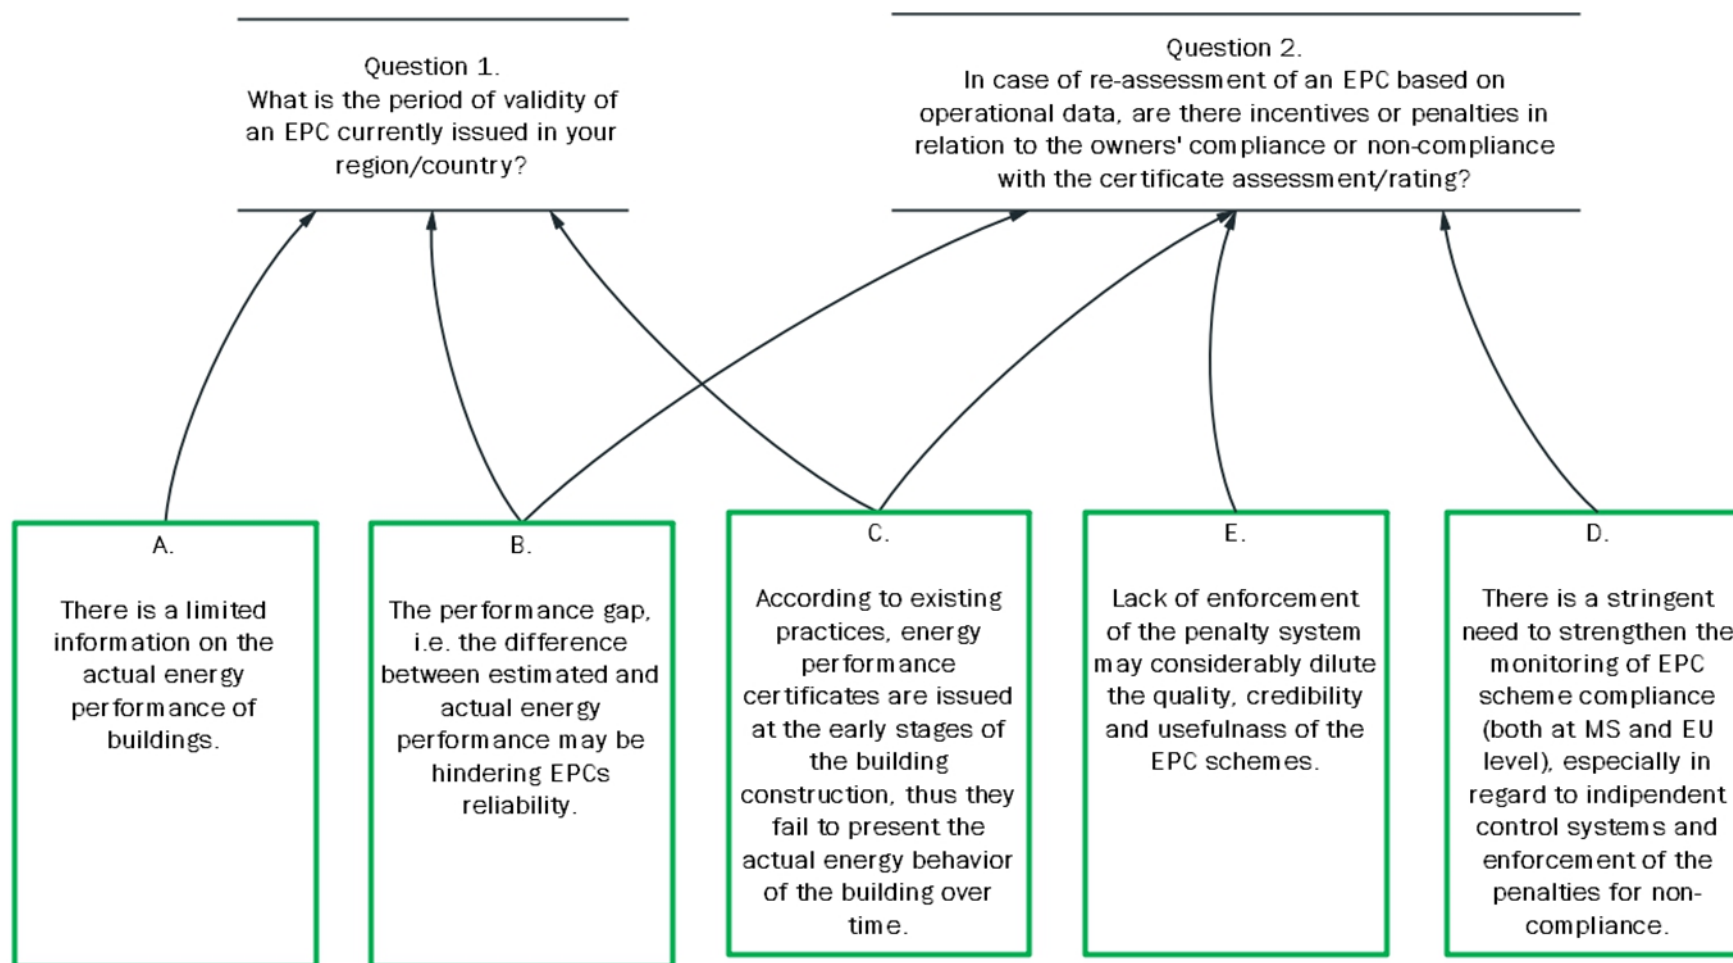 Question 1.
What is the period of validity of
an EPC currently issued in your
region/country?
Question 2.
In case of re-assessment of an EPC based on
operational data, are there incentives or penalties in
relation to the owners' compliance or non-compliance
with the certificate assessment/rating?
A.
There is a limited
information on the
actual energy
performance of
buildings.
B.
The performance gap,
i.e. the difference
between estimated and
actual energy
performance may be
hindering EPCs
reliability.
C.
According to existing
practices, energy
performance
certificates are issued
at the early stages of
the building
construction, thus they
fail to present the
actual energy behavior
of the building over
time.
E.
Lack of enforcement
of the penalty system
may considerably dilute
the quality, credibility
and usefulnass of the
EPC schemes.
D.
There is a stringent
need to strengthen the
monitoring of EPC
scheme compliance
(both at MS and EU
level), especially in
regard to indipendent
control systems and
enforcement of the
penalties for non-
compliance.